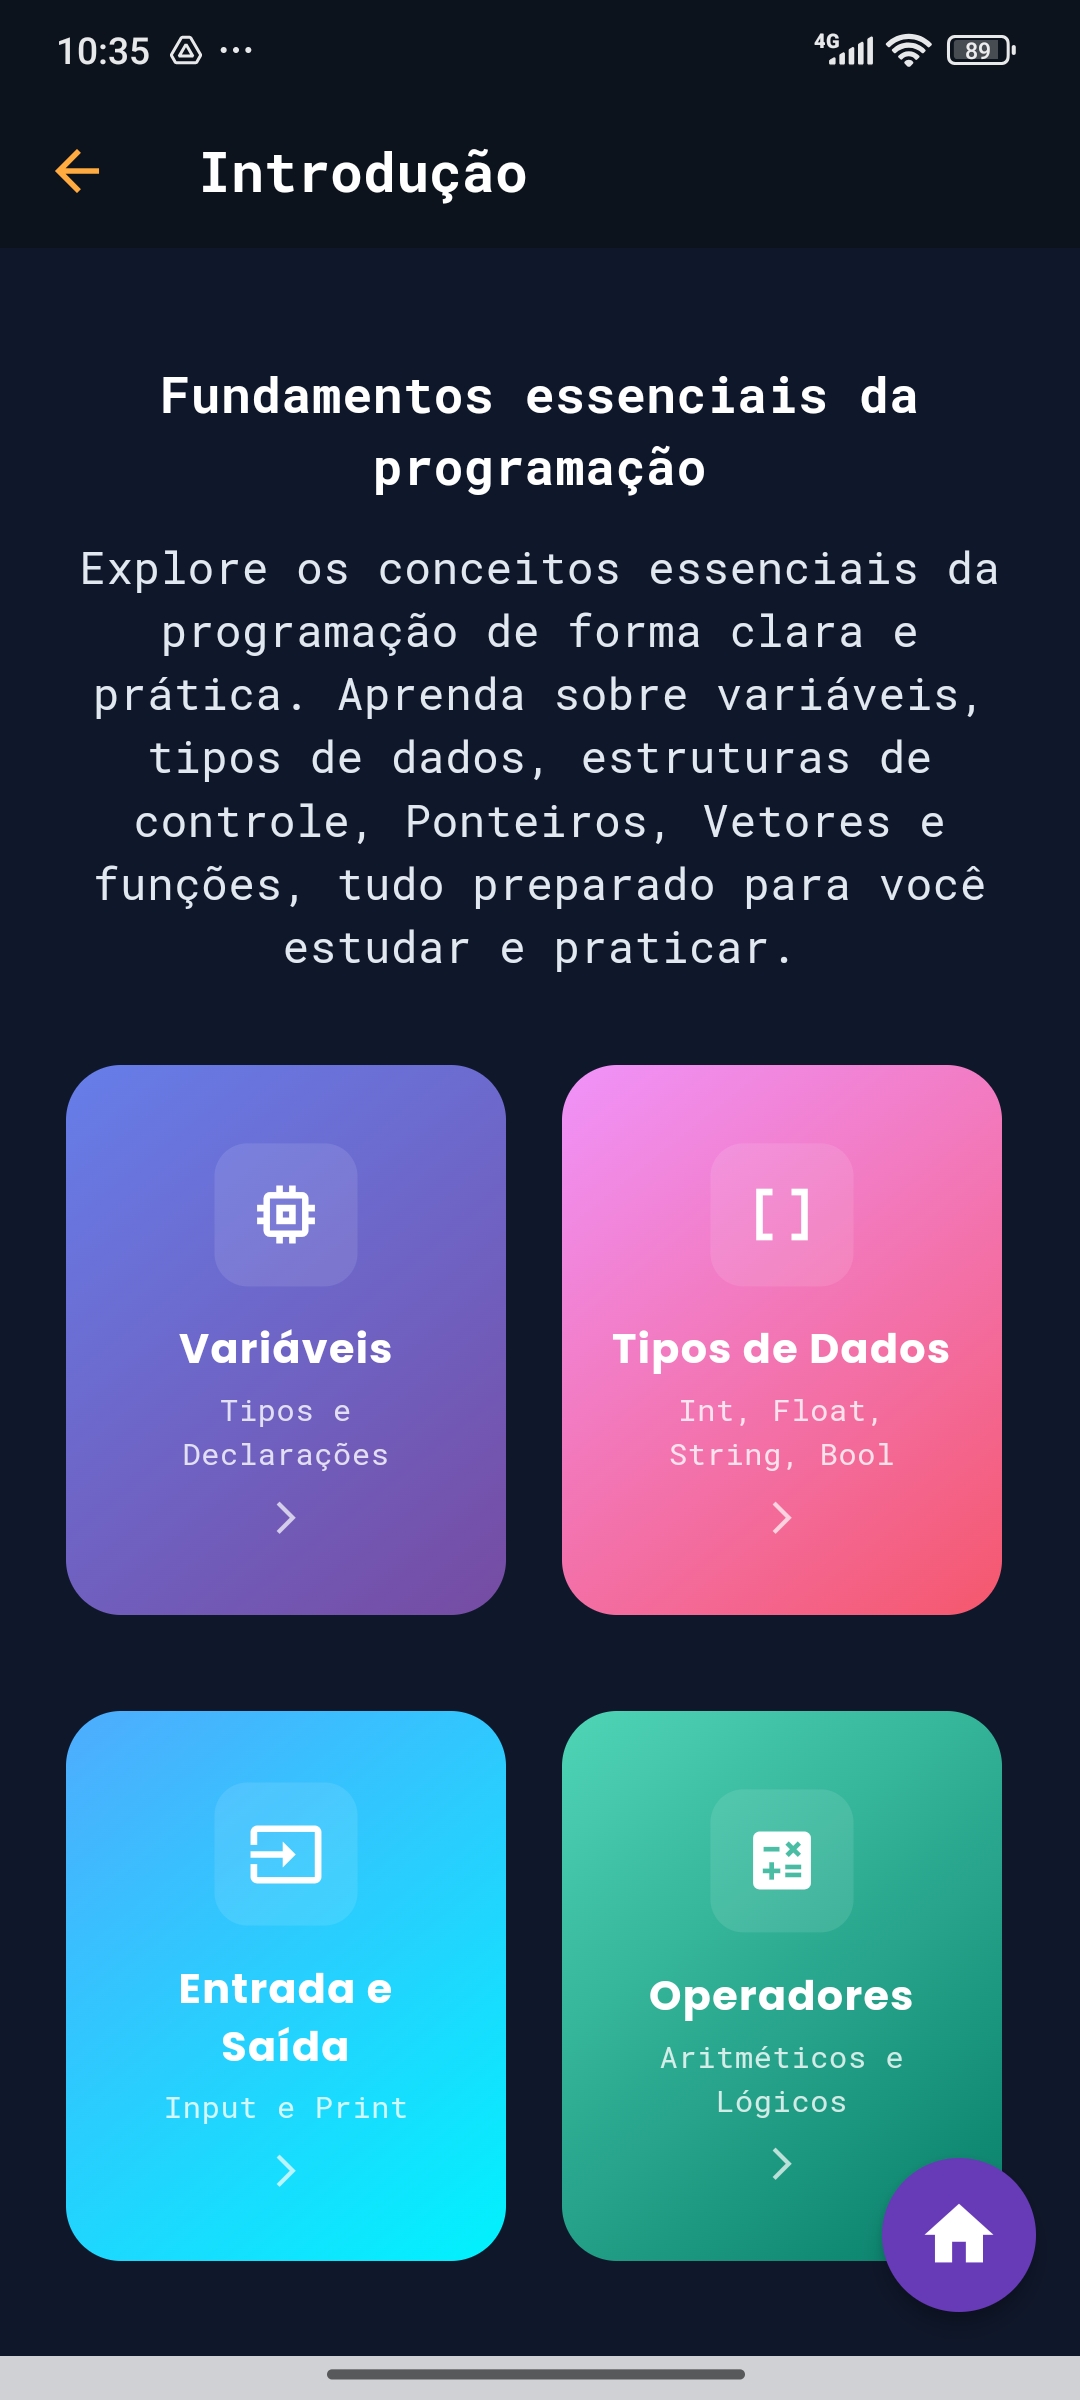 10:35
4G
89
Introdução
Fundamentos essenciais da
programação
Explore os conceitos essenciais da
programação de forma clara e
prática. Aprenda sobre variáveis,
tipos de dados, estruturas de
controle, Ponteiros, Vetores e
funções, tudo preparado para você
estudar e praticar.
Variáveis
Tipos e
Declarações
Tipos de Dados
Int, Float,
String, Bool
Entrada e
Saída
Input e Print
Operadores
Aritméticos e
Lógicos